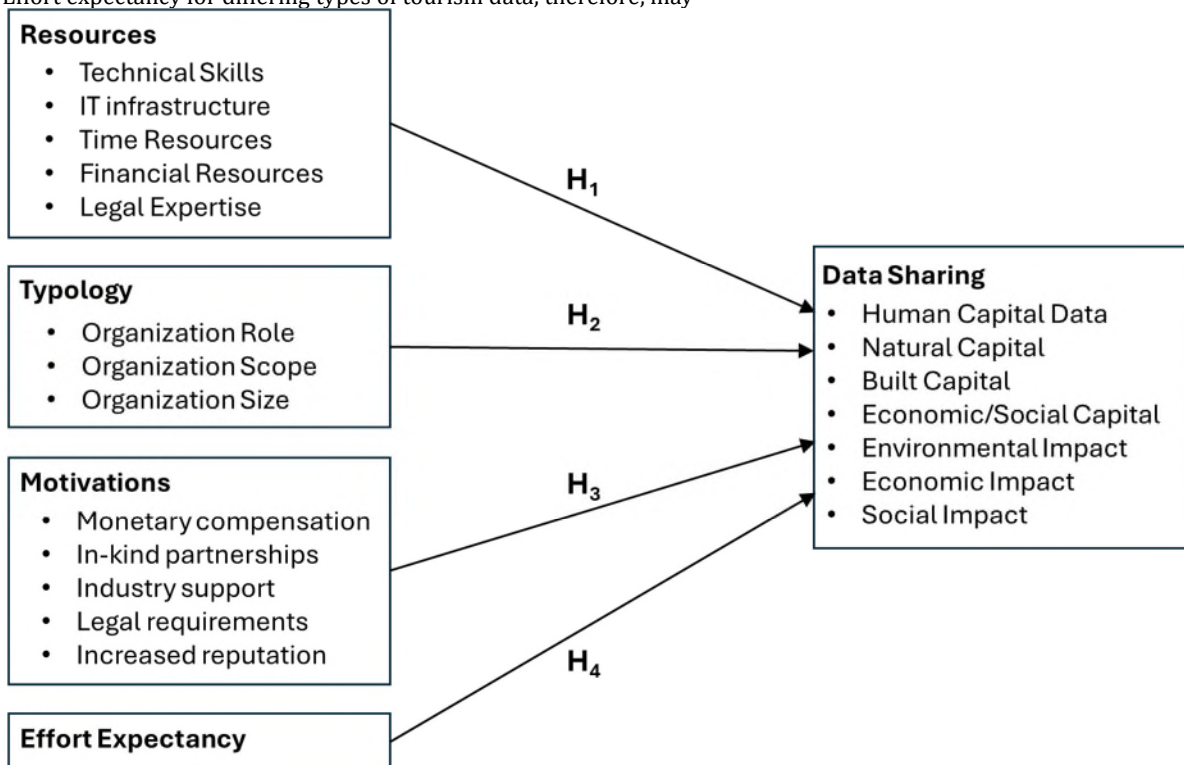 Effort expectancy for differing types of tourism data, therefore, may
Resources
• Technical Skills
• IT infrastructure
• Time Resources
• Financial Resources
• Legal Expertise
H₁
Typology
• Organization Role
• Organization Scope
• Organization Size
H₂
Motivations
• Monetary compensation
• In-kind partnerships
• Industry support
• Legal requirements
• Increased reputation
H₃
Effort Expectancy
H₄
Data Sharing
• Human Capital Data
• Natural Capital
• Built Capital
• Economic/Social Capital
• Environmental Impact
• Economic Impact
• Social Impact